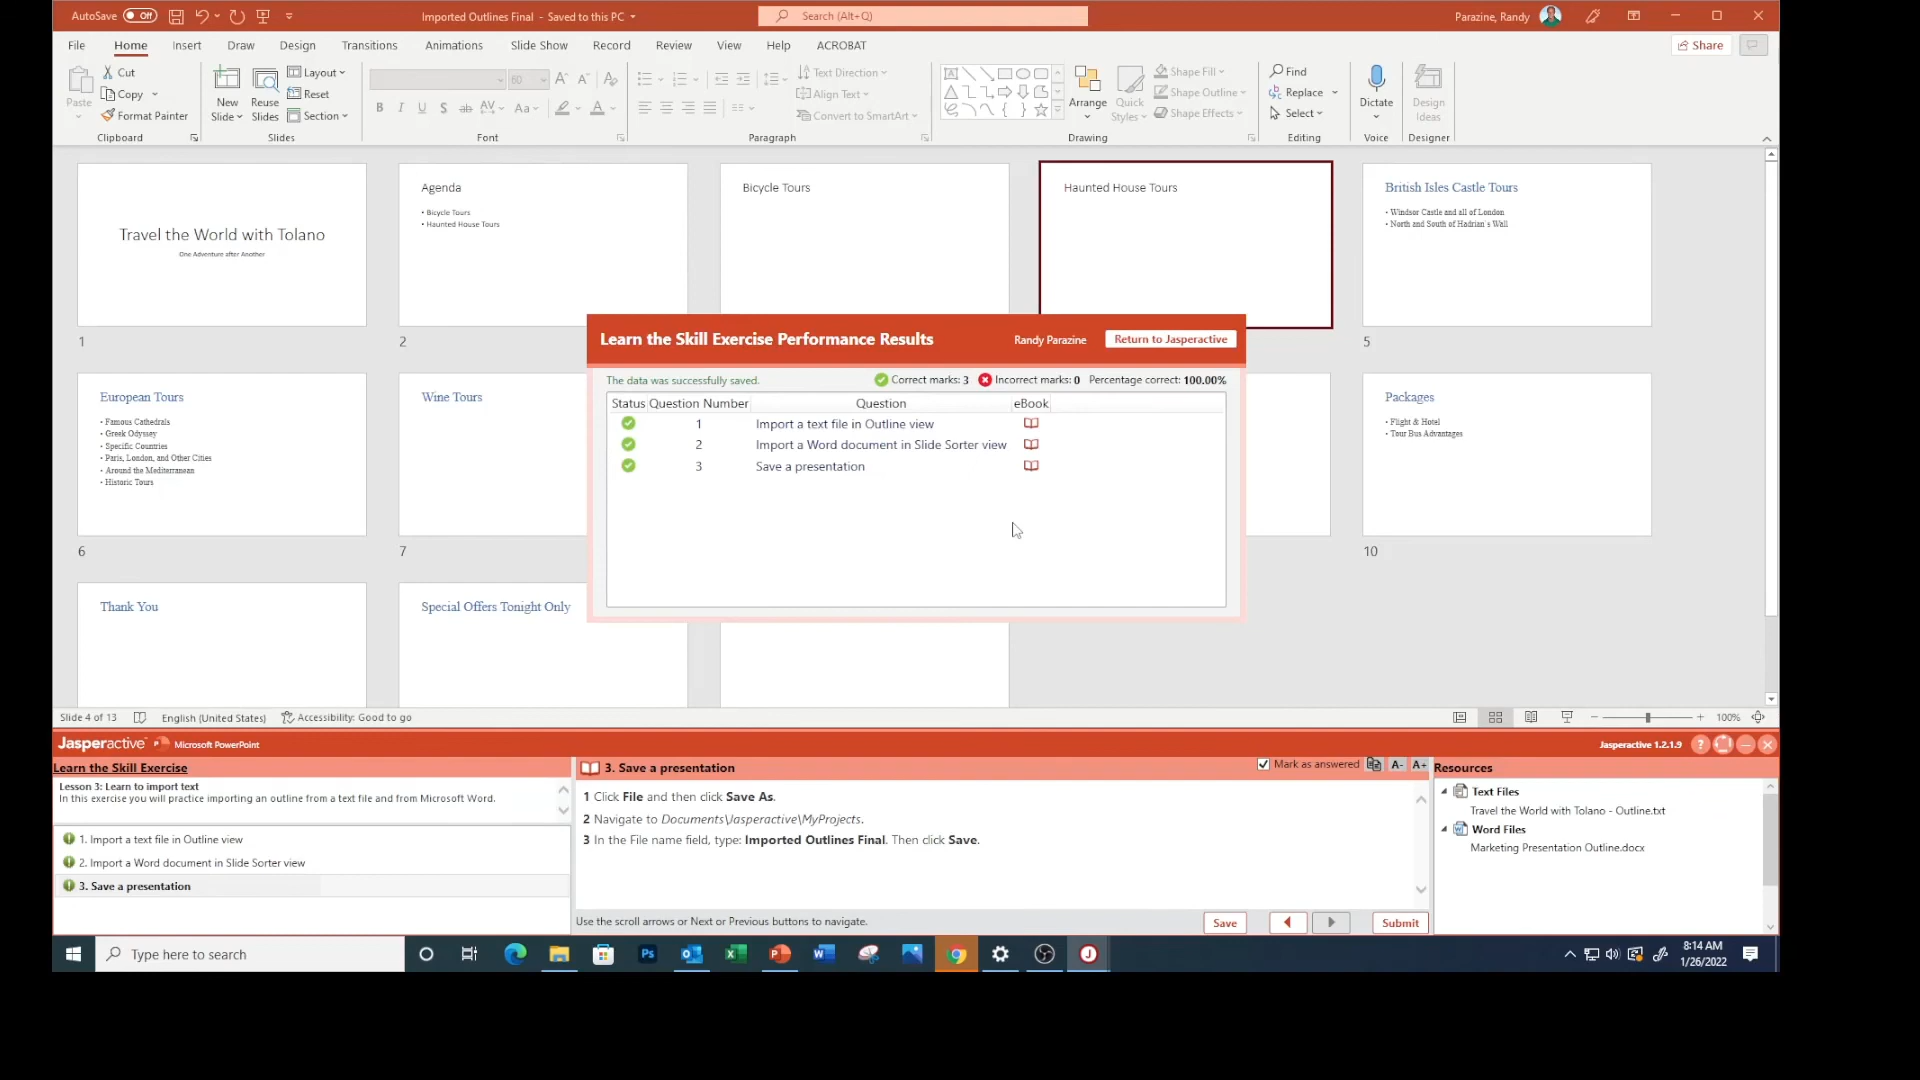 AutoSave Off
Imported Outlines Final - Saved to this PC
Search (Alt+Q)
Parazine, Randy
File Home Insert Draw Design Transitions Animations Slide Show Record Review View Help ACROBAT
Share
Paste
Cut
Copy
Format Painter
Clipboard
New Slide
Reuse Slides
Layout
Reset
Section
Slides
60
B I U S ab AV Aa A
Font
Text Direction
Align Text
Convert to SmartArt
Paragraph
Arrange
Quick Styles
Shape Fill
Shape Outline
Shape Effects
Drawing
Find
Replace
Select
Editing
Dictate
Voice
Design Ideas
Designer
Travel the World with Tolano
One Adventure after Another
1
Agenda
• Bicycle Tours
• Haunted House Tours
2
Bicycle Tours
Haunted House Tours
British Isles Castle Tours
• Windsor Castle and all of London
• North and South of Hadrian's Wall
5
European Tours
• Famous Cathedrals
• Greek Odyssey
• Specific Countries
• Paris, London, and Other Cities
• Around the Mediterranean
• Historic Tours
6
Wine Tours
7
Packages
• Flight & Hotel
• Tour Bus Advantages
10
Thank You
Special Offers Tonight Only
Learn the Skill Exercise Performance Results
Randy Parazine
Return to Jasperactive
The data was successfully saved.
Correct marks: 3 Incorrect marks: 0 Percentage correct: 100.00%
Status Question Number Question eBook
1 Import a text file in Outline view
2 Import a Word document in Slide Sorter view
3 Save a presentation
Slide 4 of 13 English (United States) Accessibility: Good to go
100%
Jasperactive Microsoft PowerPoint
Jasperactive 1.2.1.9
Learn the Skill Exercise
Lesson 3: Learn to import text
In this exercise you will practice importing an outline from a text file and from Microsoft Word.
1. Import a text file in Outline view
2. Import a Word document in Slide Sorter view
3. Save a presentation
3. Save a presentation
Mark as answered A- A+
1 Click File and then click Save As.
2 Navigate to Documents\Jasperactive\MyProjects.
3 In the File name field, type: Imported Outlines Final. Then click Save.
Use the scroll arrows or Next or Previous buttons to navigate.
Save
Submit
Resources
Text Files
Travel the World with Tolano - Outline.txt
Word Files
Marketing Presentation Outline.docx
Type here to search
8:14 AM
1/26/2022